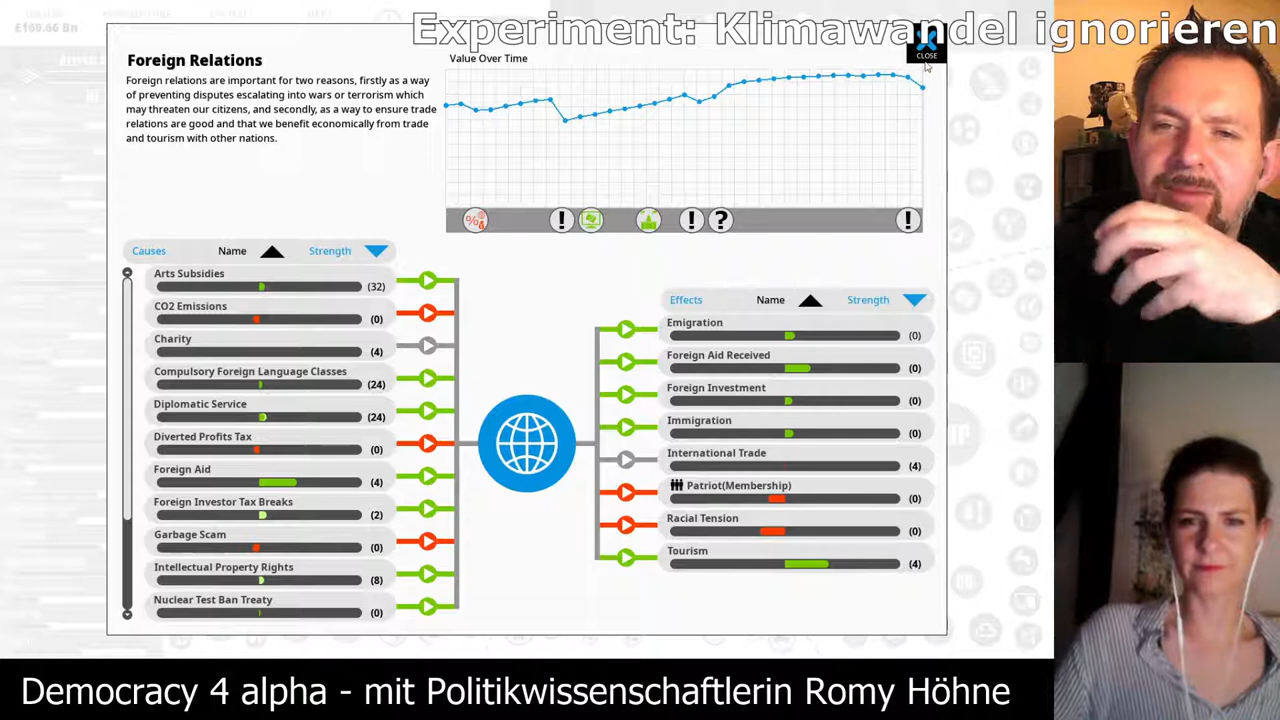 Experiment: Klimawandel ignorieren
£160.66 Bn
CLOSE
Foreign Relations
Foreign relations are important for two reasons, firstly as a way
of preventing disputes escalating into wars or terrorism which
may threaten our citizens, and secondly, as a way to ensure trade
relations are good and that we benefit economically from trade
and tourism with other nations.
Value Over Time
% ! ! ? !
Causes Name Strength
Arts Subsidies
(32)
CO2 Emissions
(0)
Charity
(4)
Compulsory Foreign Language Classes
(24)
Diplomatic Service
(24)
Diverted Profits Tax
(0)
Foreign Aid
(4)
Foreign Investor Tax Breaks
(2)
Garbage Scam
(0)
Intellectual Property Rights
(8)
Nuclear Test Ban Treaty
(0)
Effects Name Strength
Emigration
(0)
Foreign Aid Received
(0)
Foreign Investment
(0)
Immigration
(0)
International Trade
(4)
Patriot(Membership)
(0)
Racial Tension
(0)
Tourism
(4)
Democracy 4 alpha - mit Politikwissenschaftlerin Romy Höhne